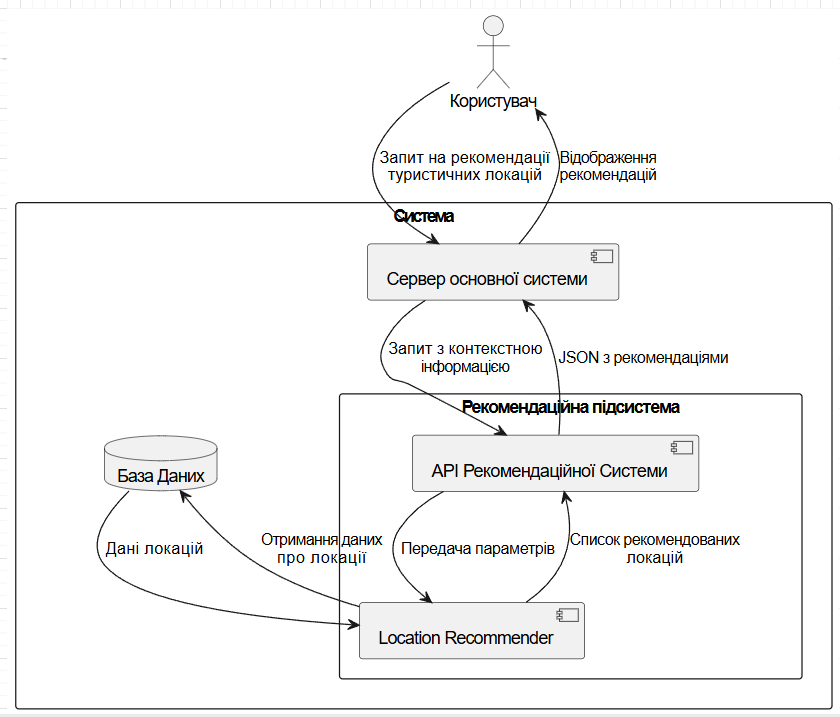 Користувач
Запит на рекомендації
туристичних локацій
Відображення
рекомендацій
Система
Сервер основної системи
Запит з контекстною
інформацією
JSON з рекомендаціями
Рекомендаційна підсистема
API Рекомендаційної Системи
База Даних
Дані локацій
Отримання даних
про локації
Передача параметрів
Список рекомендованих
локацій
Location Recommender